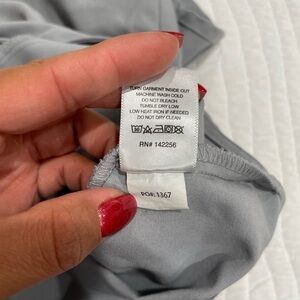 TURN GARMENT INSIDE OUT
MACHINE WASH COLD
DO NOT BLEACH
TUMBLE DRY LOW
LOW HEAT IRON IF NEEDED
DO NOT DRY CLEAN
RN# 142256
PO#: 1367